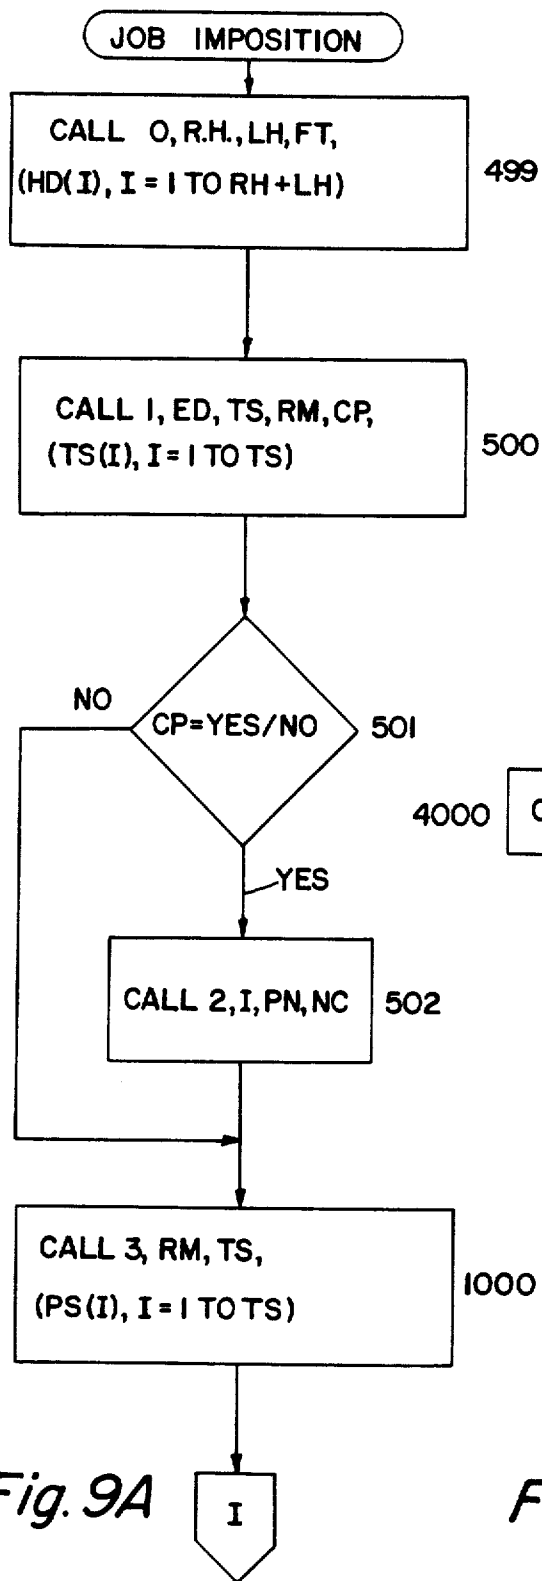 JOB IMPOSITION
CALL O, R.H., LH, FT,
(HD(I), I = I TO RH+LH)
499
CALL I, ED, TS, RM, CP,
(TS(I), I = I TO TS)
500
NO
CP=YES/NO
501
4000
YES
CALL 2, I, PN, NC
502
CALL 3, RM, TS,
(PS(I), I = I TO TS)
1000
Fig. 9A
I
F